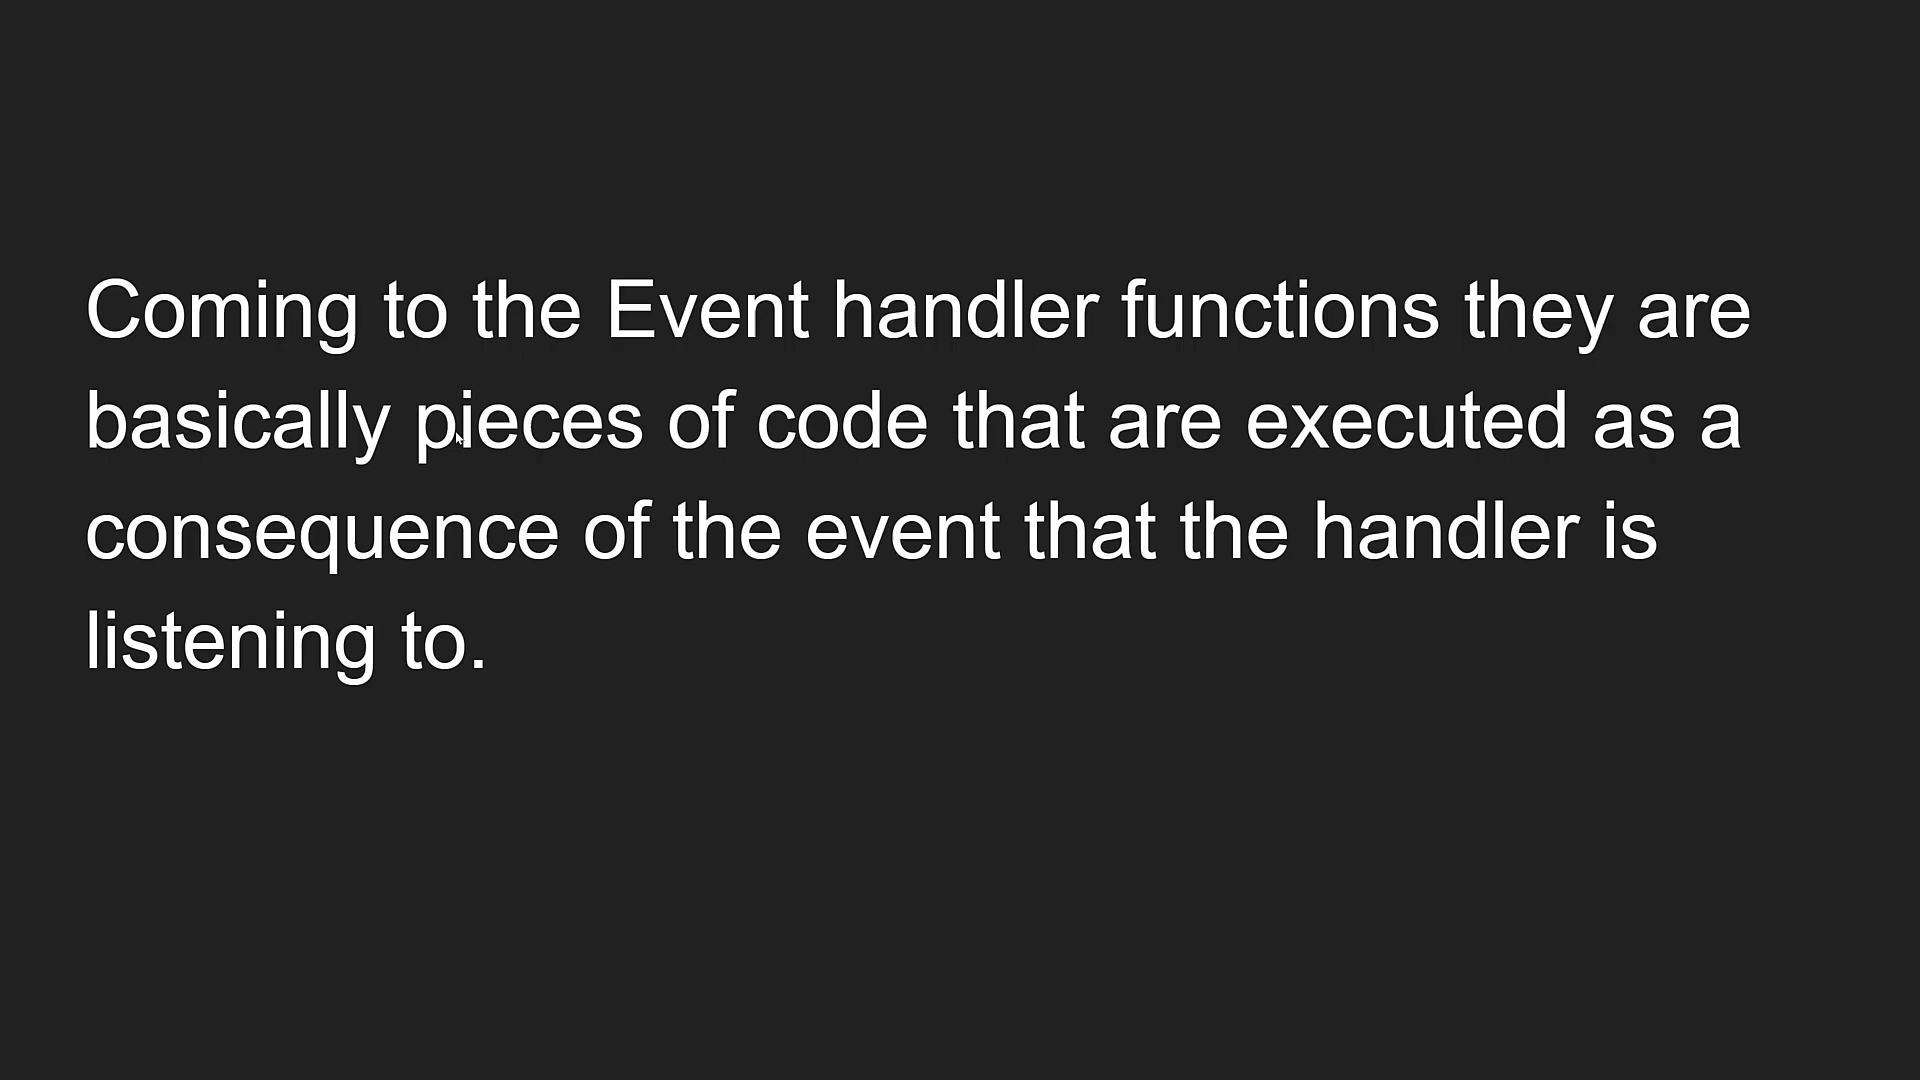 Coming to the Event handler functions they are
basically pieces of code that are executed as a
consequence of the event that the handler is
listening to.